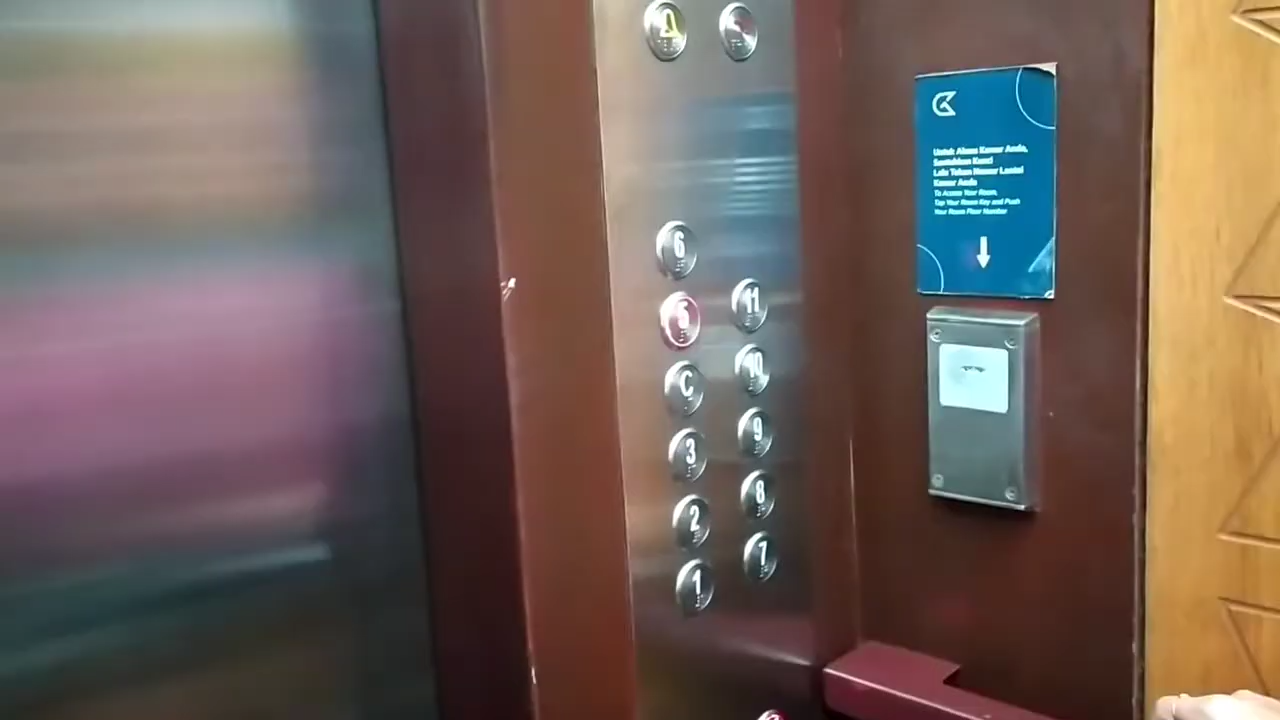 6
5
11
C
10
3
9
2
8
1
7
Untuk Akses Kamar Anda,
Sentuhkan Kunci
Lalu Tekan Nomor Lantai
Kamar Anda
To Access Your Room,
Tap Your Room Key and Push
Your Room Floor Number